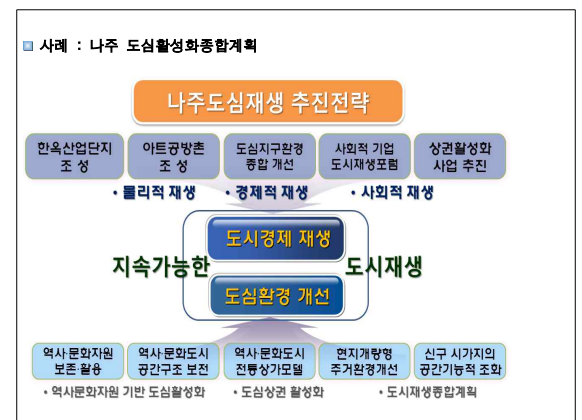 사례 : 나주 도심활성화종합계획
나주도심재생 추진전략
한옥산업단지
조 성
아트공방촌
조 성
도심지구환경
종합 개선
사회적 기업
도시재생포럼
상권활성화
사업 추진
• 물리적 재생 • 경제적 재생 • 사회적 재생
도시경제 재생
지속가능한 도시재생
도심환경 개선
역사·문화자원
보존·활용
역사·문화도시
공간구조 보전
역사·문화도시
전통상가모델
현지개량형
주거환경개선
신구 시가지의
공간기능적 조화
• 역사문화자원 기반 도심활성화 • 도심상권 활성화 • 도시재생종합계획